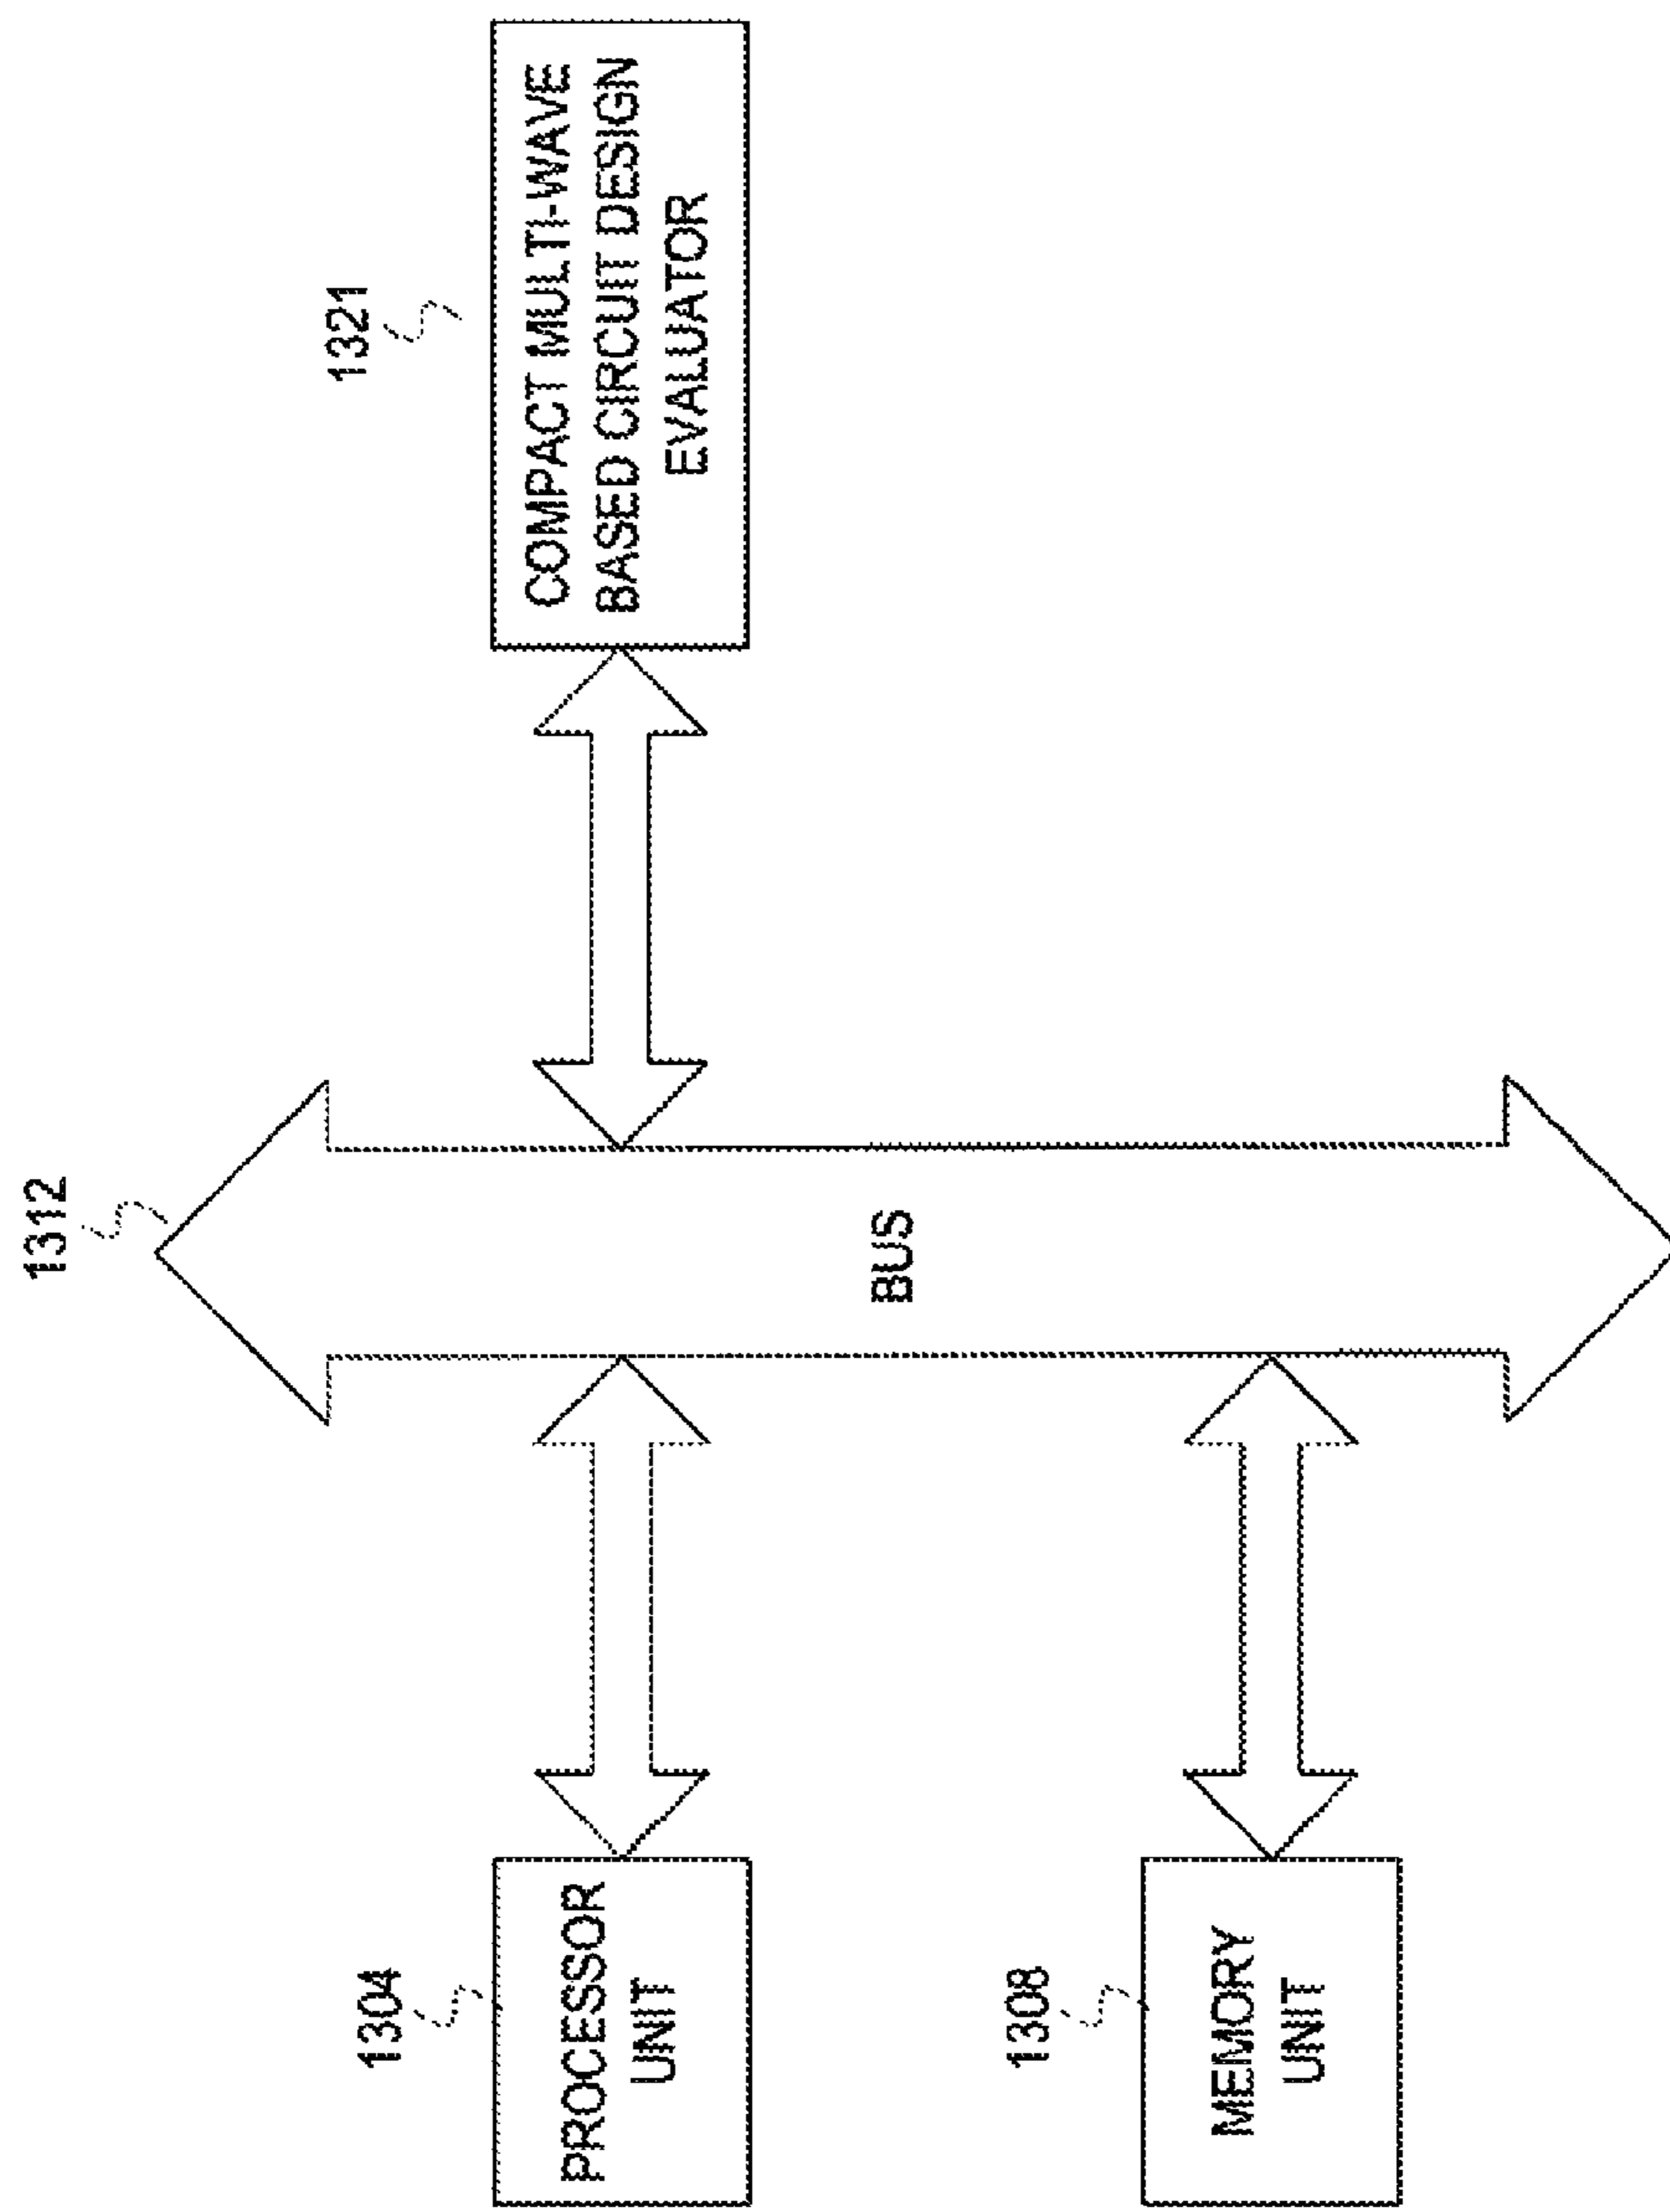 1304
PROCESSOR
UNIT
1308
MEMORY
UNIT
1312
BUS
1321
COMPACT MULTI-WAVE
BASED CIRCUIT DESIGN
EVALUATOR